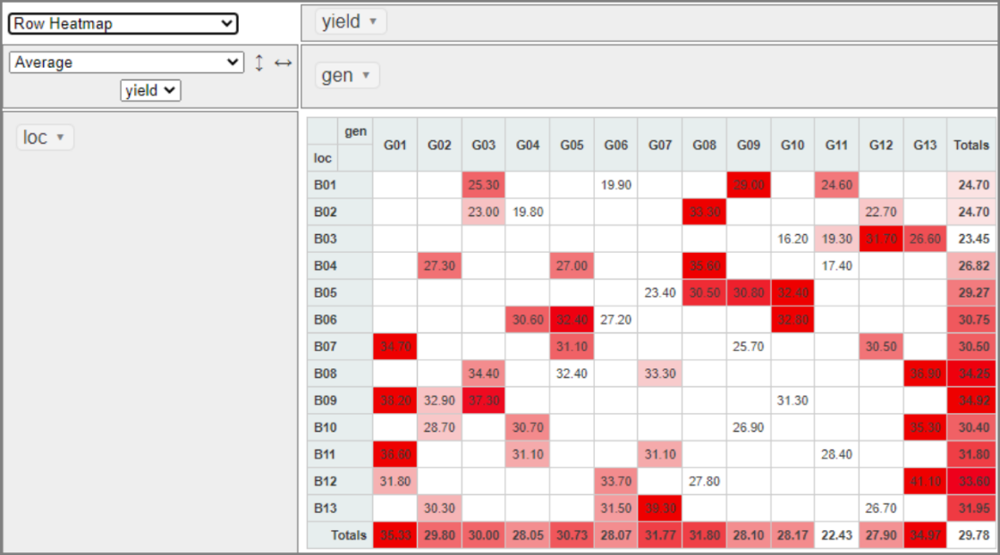 Row Heatmap
yield
Average
yield
gen
loc
gen
loc
G01 G02 G03 G04 G05 G06 G07 G08 G09 G10 G11 G12 G13 Totals
B01 25.30 19.90 29.00 24.60 24.70
B02 23.00 19.80 33.30 22.70 24.70
B03 16.20 19.30 31.70 26.60 23.45
B04 27.30 27.00 35.60 17.40 26.82
B05 23.40 30.50 30.80 32.40 29.27
B06 30.60 32.40 27.20 32.80 30.75
B07 34.70 31.10 25.70 30.50 30.50
B08 34.40 32.40 33.30 36.90 34.25
B09 38.20 32.90 37.30 31.30 34.92
B10 28.70 30.70 26.90 35.30 30.40
B11 36.60 31.10 31.10 28.40 31.80
B12 31.80 33.70 27.80 41.10 33.60
B13 30.30 31.50 39.30 26.70 31.95
Totals 35.33 29.80 30.00 28.05 30.73 28.07 31.77 31.80 28.10 28.17 22.43 27.90 34.97 29.78